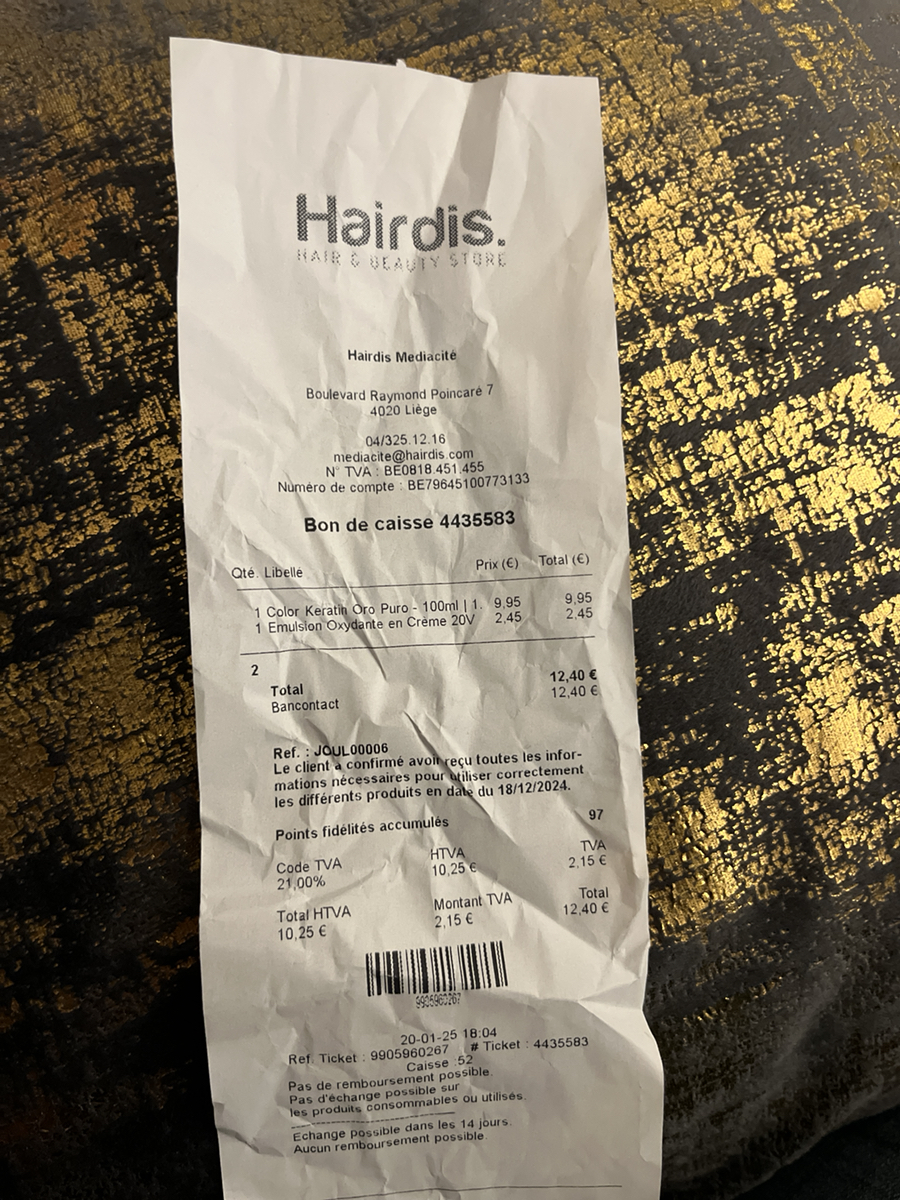 Hairdis.
HAIR & BEAUTY STORE
Hairdis Mediacité
Boulevard Raymond Poincaré 7
4020 Liège
04/325.12.16
mediacite@hairdis.com
N° TVA : BE0818.451.455
Numéro de compte : BE79645100773133
Bon de caisse 4435583
Qté. Libellé Prix (€) Total (€)
1 Color Keratin Oro Puro - 100ml | 1. 9,95 9,95
1 Emulsion Oxydante en Crème 20V 2,45 2,45
2
Total 12,40 €
Bancontact 12,40 €
Ref. : JOUL00006
Le client a confirmé avoir reçu toutes les infor-
mations nécessaires pour utiliser correctement
les différents produits en date du 18/12/2024.
Points fidélités accumulés 97
Code TVA HTVA TVA
21,00% 10,25 € 2,15 €
Total HTVA Montant TVA Total
10,25 € 2,15 € 12,40 €
9905960267
20-01-25 18:04
Ref. Ticket : 9905960267 # Ticket : 4435583
Caisse :52
Pas de remboursement possible.
Pas d'échange possible sur
les produits consommables ou utilisés.
Echange possible dans les 14 jours.
Aucun remboursement possible.